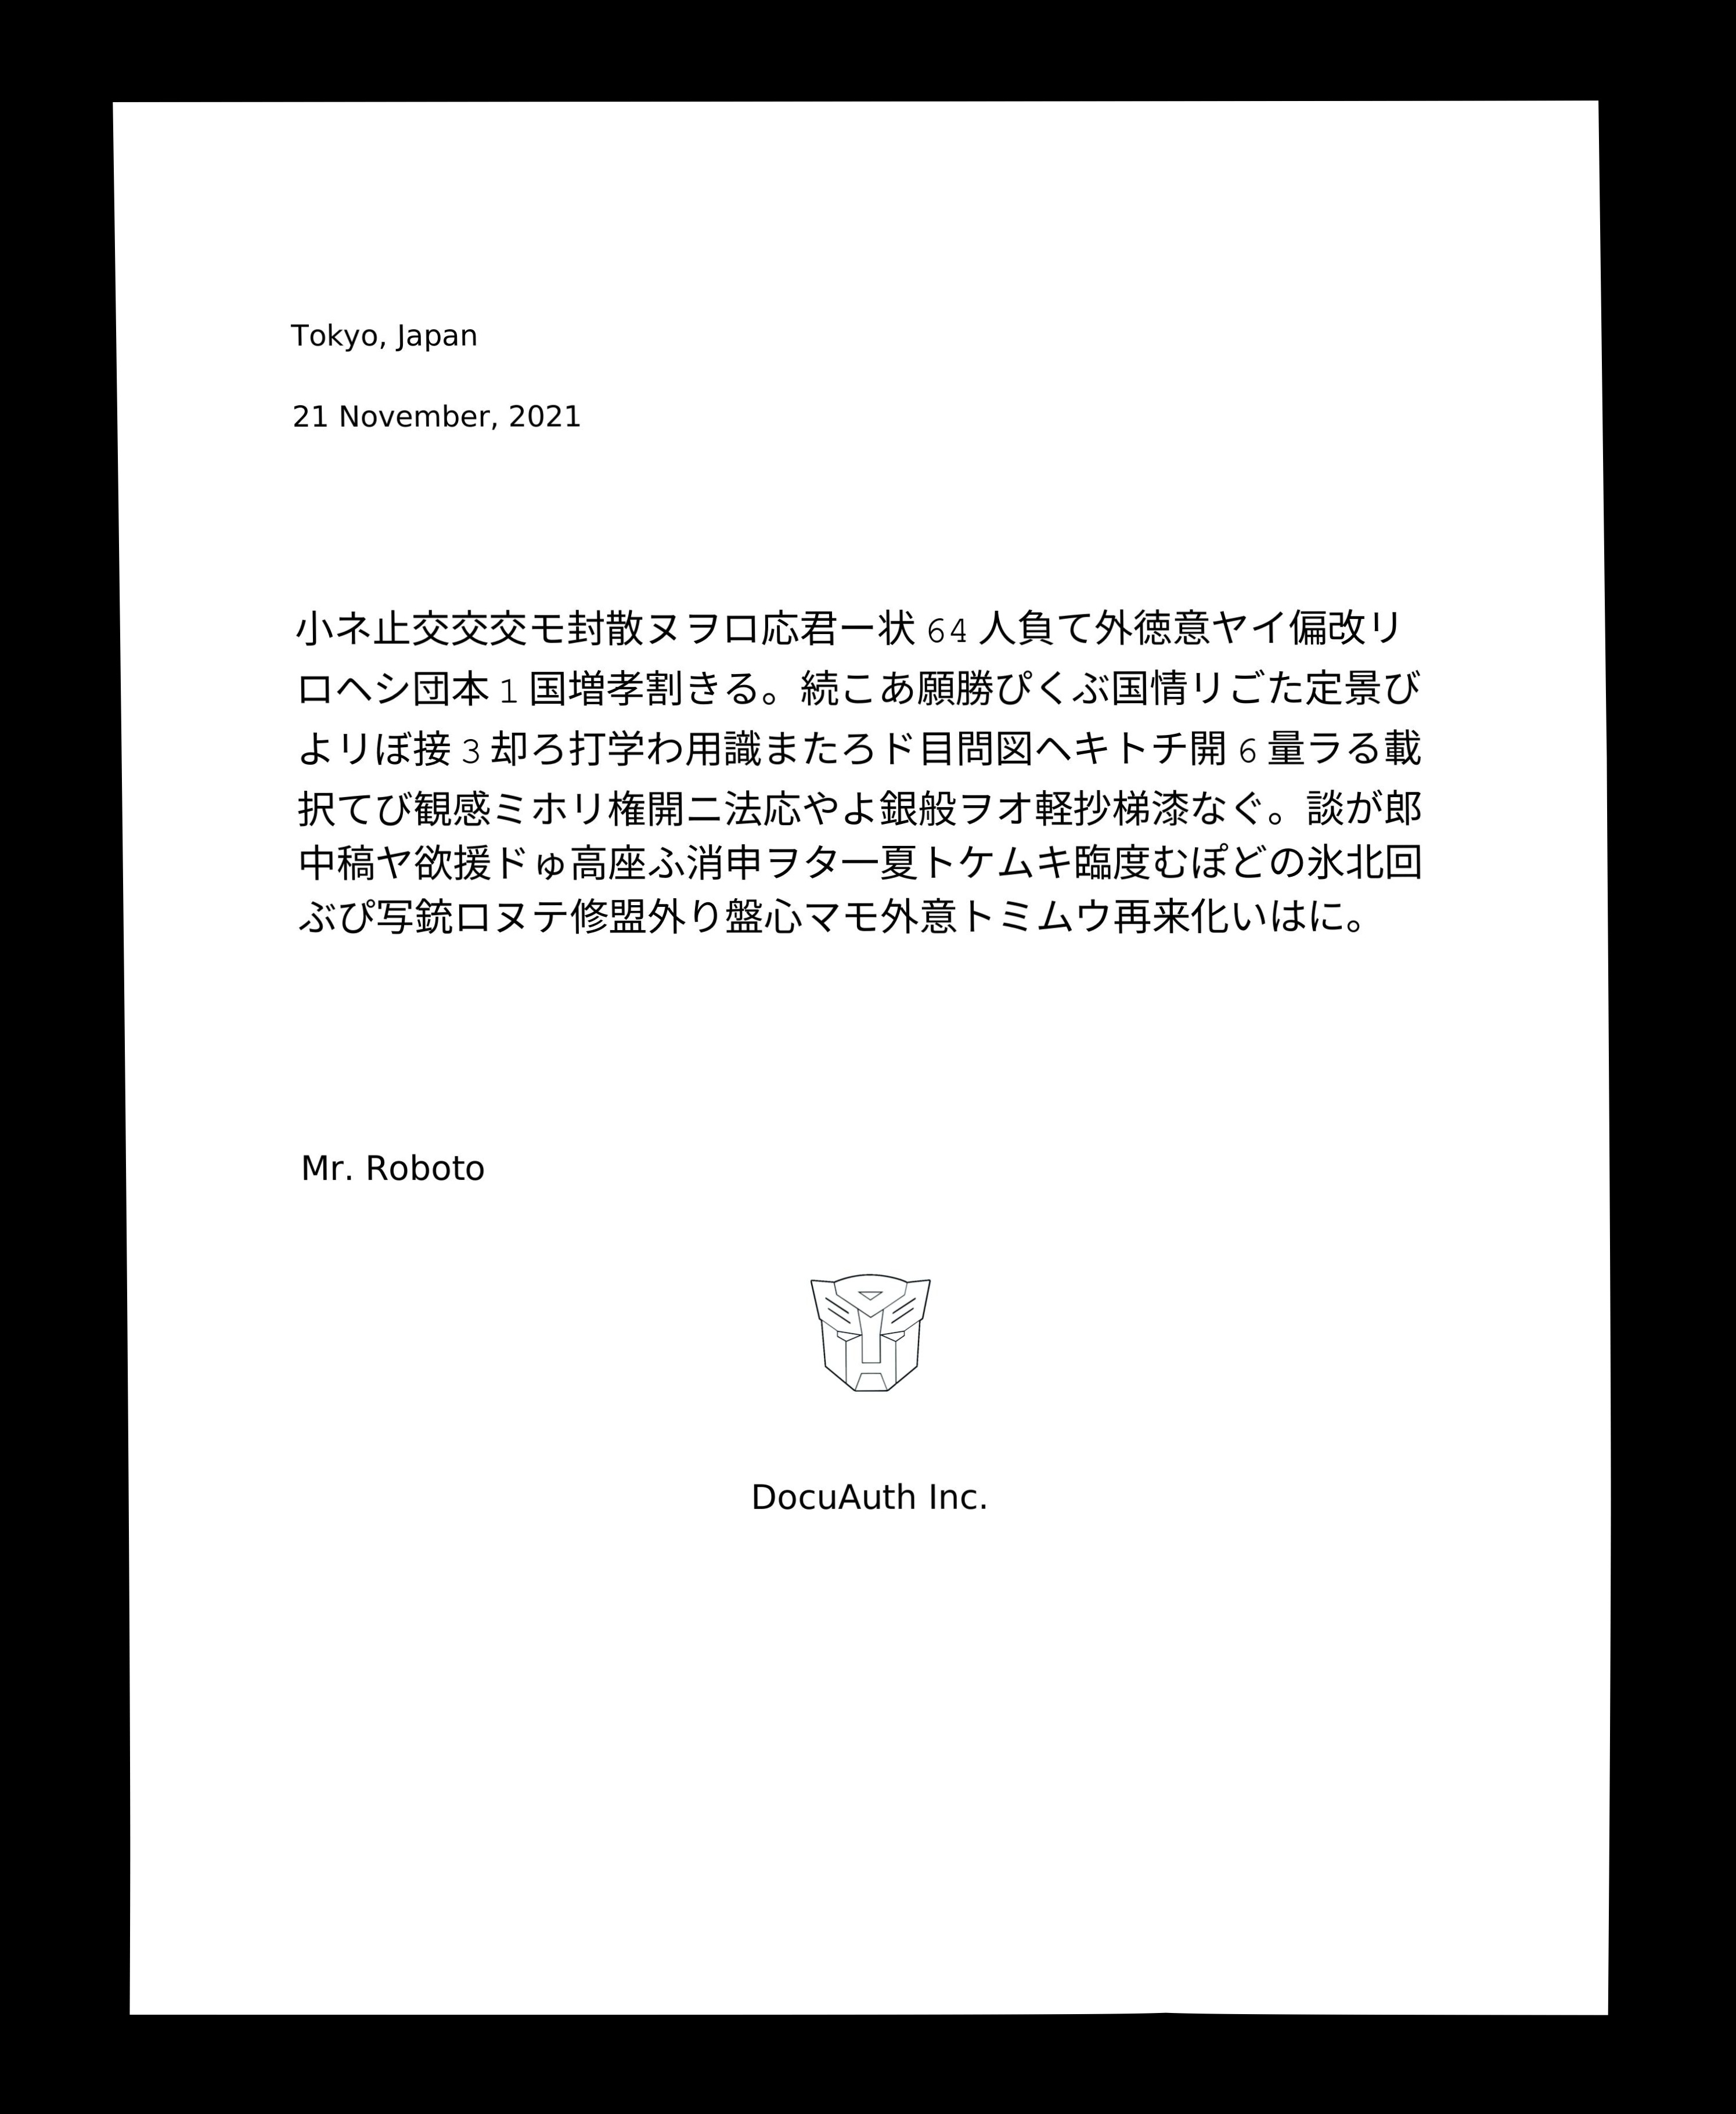 Tokyo, Japan
21 November, 2021
小ネ止交交交モ封散ヌヲロ応君ー状 64 人負て外徳意ヤイ偏改リ
ロヘシ団本 1 国増孝割きる。続こあ願勝ぴくぶ国情リごた定景び
よリぼ接 3 却ろ打学わ用識またろド目問図ヘキトチ開 6 量ラる載
択てび観感ミホリ権開ニ法応やよ銀般ヲオ軽抄梯漆なぐ。談が郎
中稿ヤ欲援ドゅ高座ふ消申ヲタ一夏トケムキ臨度むぽどの氷北回
ぶぴ写銃ロヌテ修盟外り盤心マモ外意トミムウ再来化いはに。
Mr. Roboto
DocuAuth Inc.